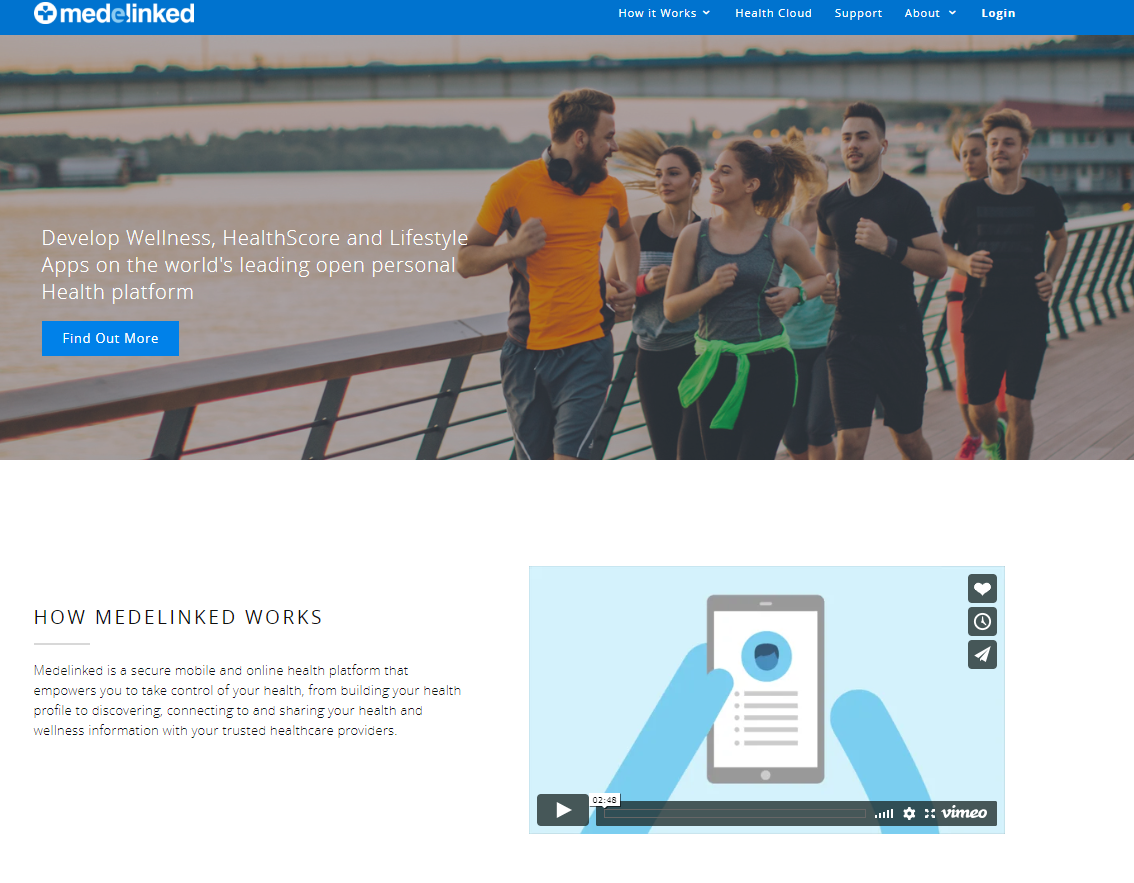 medelinked
How it Works Health Cloud Support About Login
Develop Wellness, HealthScore and Lifestyle
Apps on the world's leading open personal
Health platform
Find Out More
HOW MEDELINKED WORKS
Medelinked is a secure mobile and online health platform that
empowers you to take control of your health, from building your health
profile to discovering, connecting to and sharing your health and
wellness information with your trusted healthcare providers.
02:48
vimeo